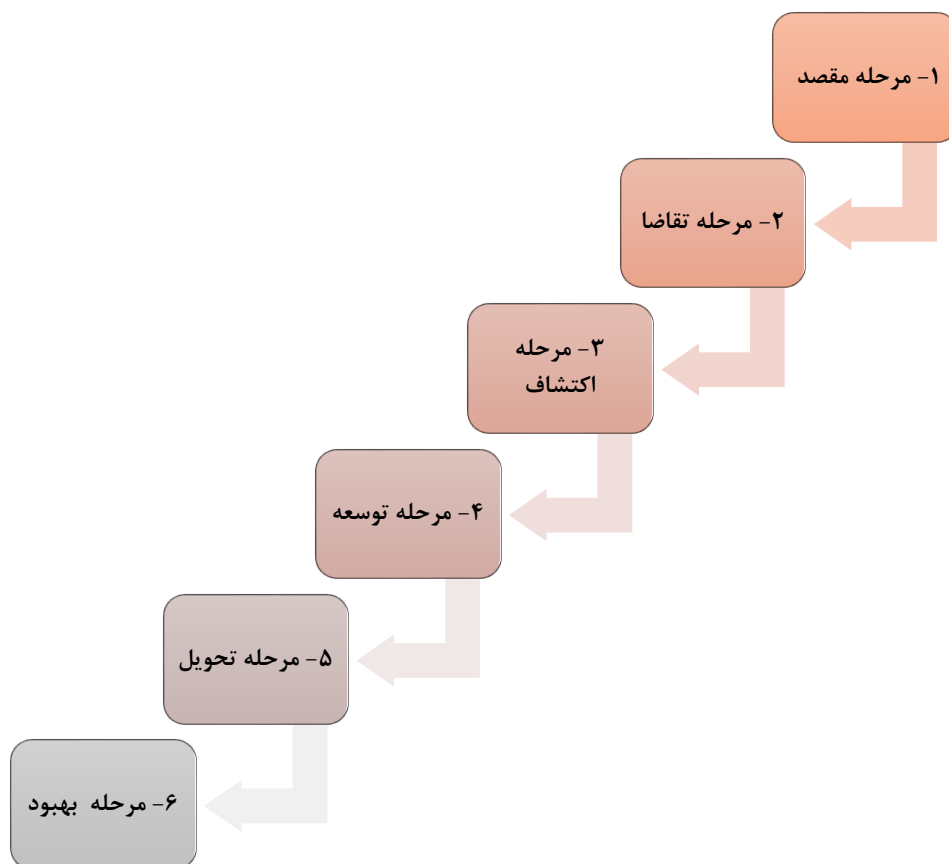 ۱- مرحله مقصد
۲- مرحله تقاضا
۳- مرحله
اکتشاف
۴- مرحله توسعه
۵- مرحله تحویل
۶- مرحله بهبود